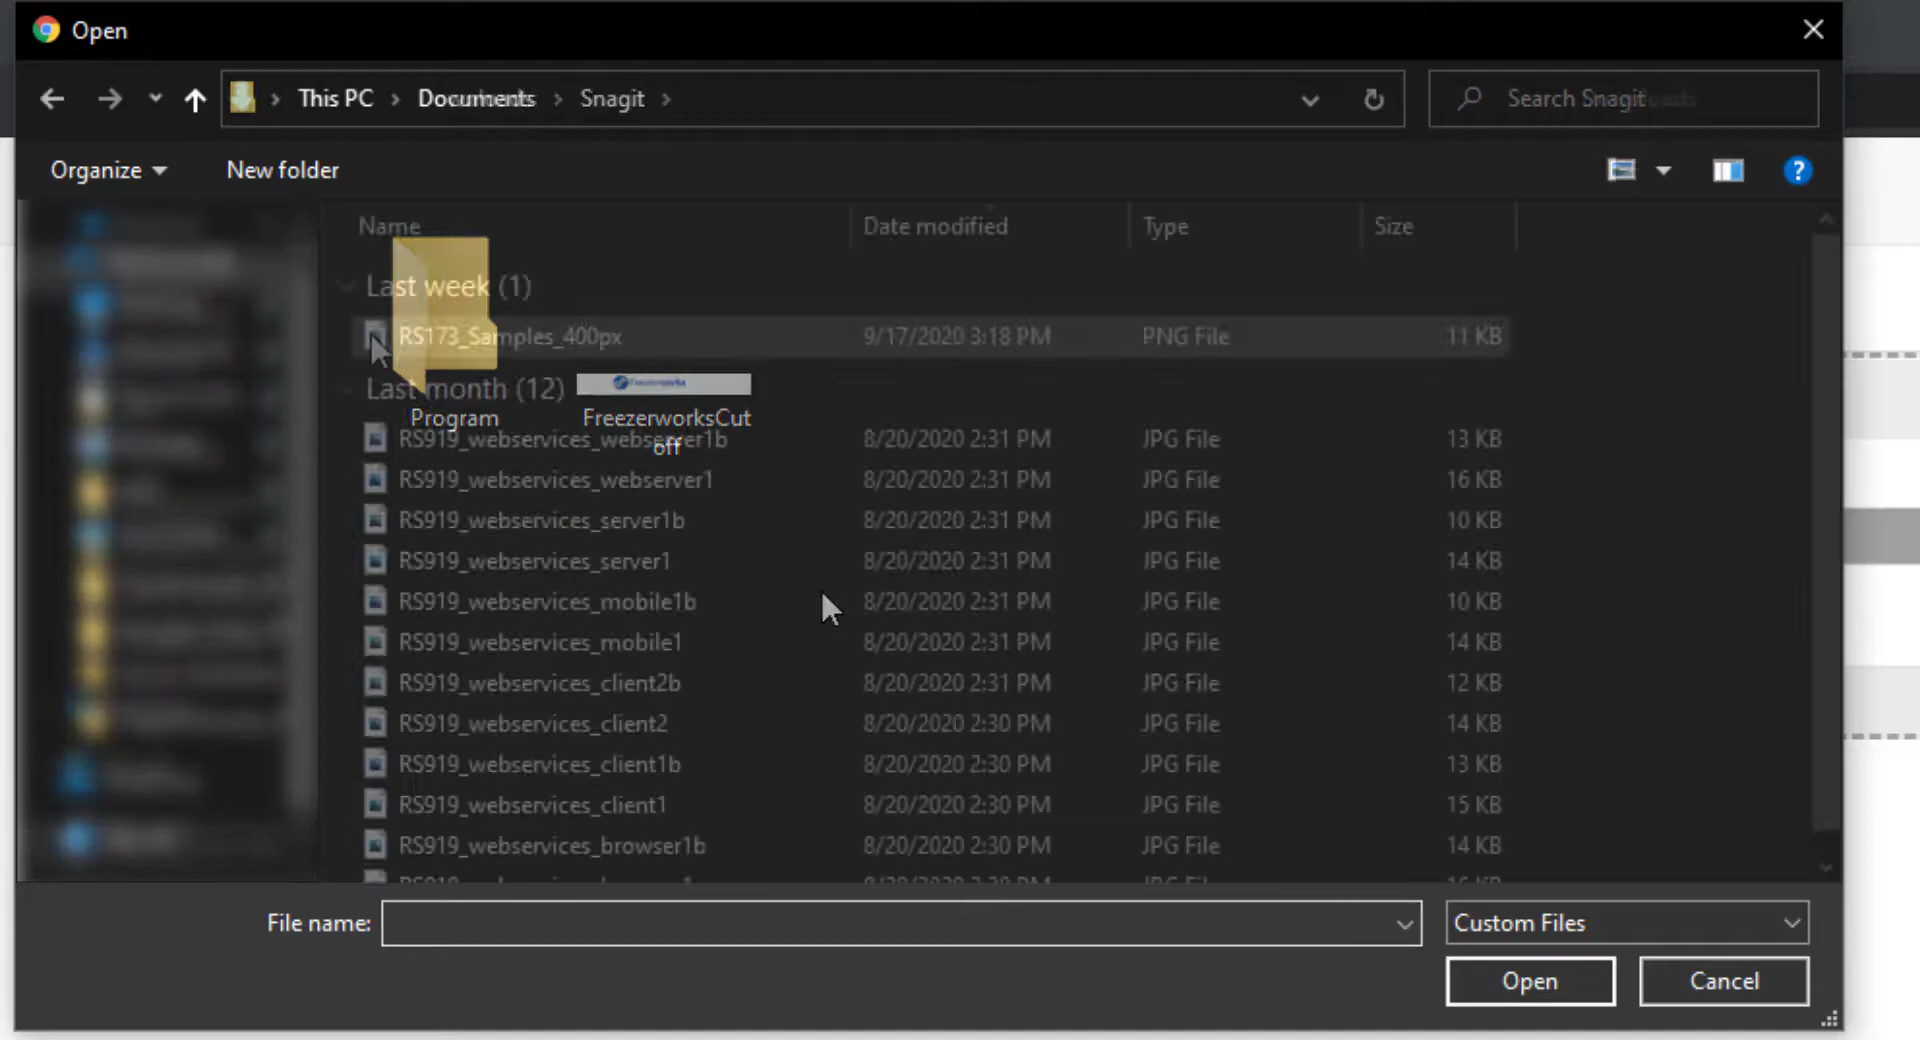 Open
This PC > Documents > Snagit >
Search Snagit
Organize
New folder
?
Name Date modified Type Size
Last week (1)
RS173_Samples_400px 9/17/2020 3:18 PM PNG File 11 KB
Last month (12)
Program
FreezerworksCut
off
RS919_webservices_webserver1b 8/20/2020 2:31 PM JPG File 13 KB
RS919_webservices_webserver1 8/20/2020 2:31 PM JPG File 16 KB
RS919_webservices_server1b 8/20/2020 2:31 PM JPG File 10 KB
RS919_webservices_server1 8/20/2020 2:31 PM JPG File 14 KB
RS919_webservices_mobile1b 8/20/2020 2:31 PM JPG File 10 KB
RS919_webservices_mobile1 8/20/2020 2:31 PM JPG File 14 KB
RS919_webservices_client2b 8/20/2020 2:31 PM JPG File 12 KB
RS919_webservices_client2 8/20/2020 2:30 PM JPG File 14 KB
RS919_webservices_client1b 8/20/2020 2:30 PM JPG File 13 KB
RS919_webservices_client1 8/20/2020 2:30 PM JPG File 15 KB
RS919_webservices_browser1b 8/20/2020 2:30 PM JPG File 14 KB
File name:
Custom Files
Open
Cancel